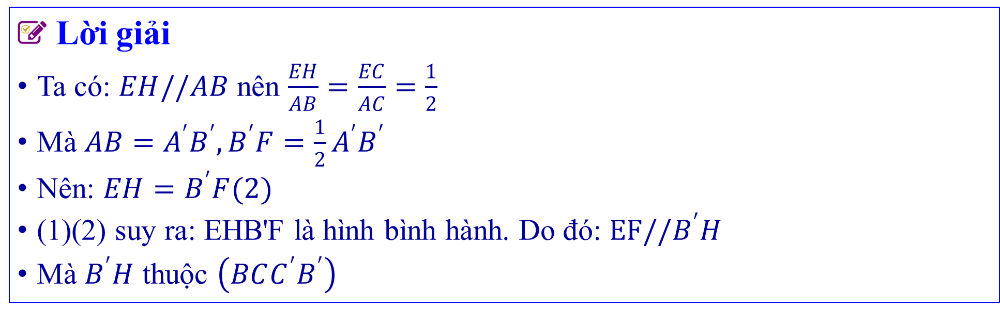 Lời giải
• Ta có: EH//AB nên EH/AB = EC/AC = 1/2
• Mà AB = A′B′, B′F = 1/2 A′B′
• Nên: EH = B′F(2)
• (1)(2) suy ra: EHB'F là hình bình hành. Do đó: EF//B′H
• Mà B′H thuộc (BCC′B′)